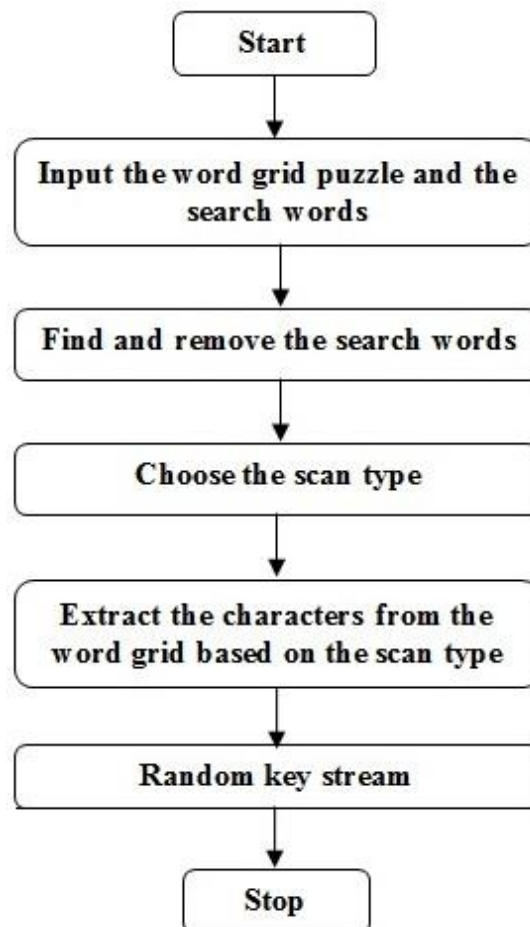 Start
Input the word grid puzzle and the
search words
Find and remove the search words
Choose the scan type
Extract the characters from the
word grid based on the scan type
Random key stream
Stop